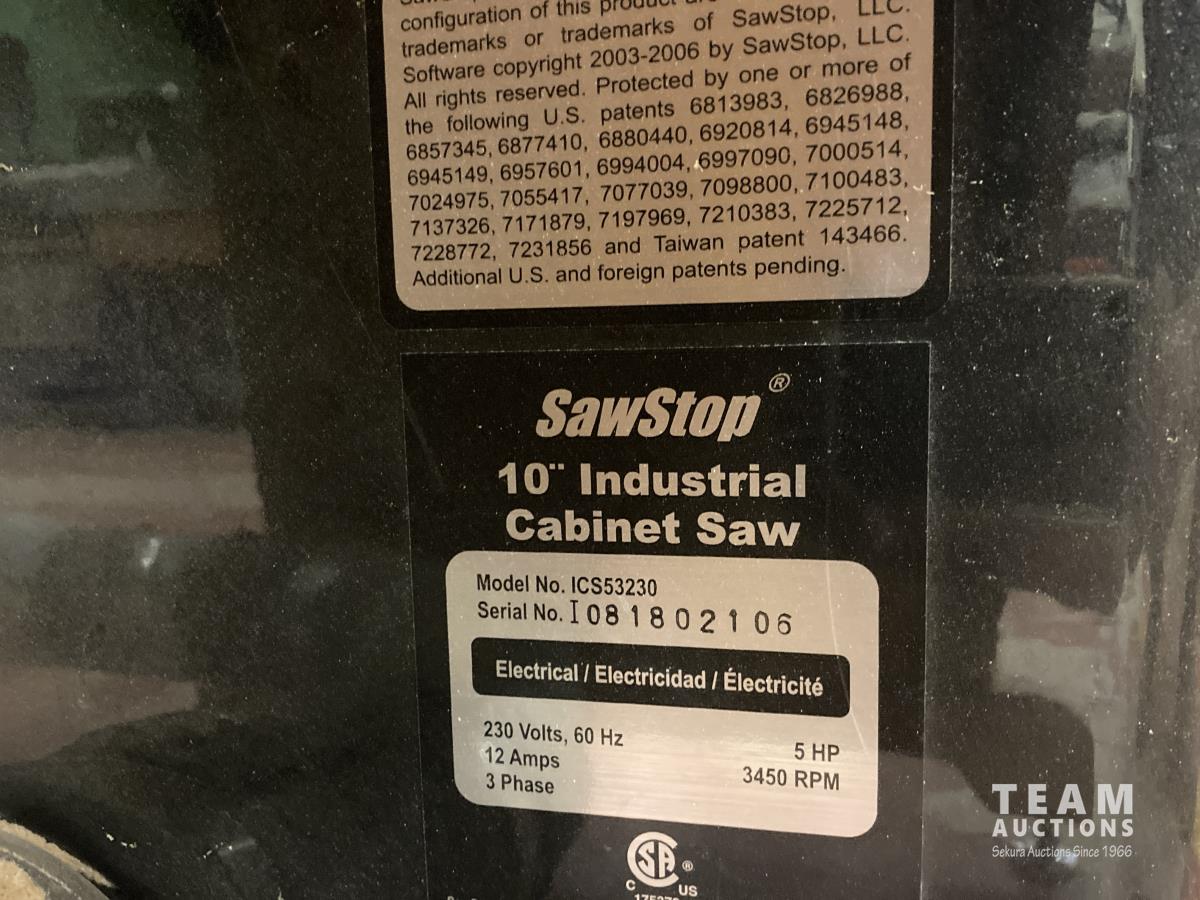 configuration of this product
trademarks or trademarks of SawStop, LLC.
Software copyright 2003-2006 by SawStop, LLC.
All rights reserved. Protected by one or more of
the following U.S. patents 6813983, 6826988,
6857345, 6877410, 6880440, 6920814, 6945148,
6945149, 6957601, 6994004, 6997090, 7000514,
7024975, 7055417, 7077039, 7098800, 7100483,
7137326, 7171879, 7197969, 7210383, 7225712,
7228772, 7231856 and Taiwan patent 143466.
Additional U.S. and foreign patents pending.
SawStop®
10¨ Industrial
Cabinet Saw
Model No. ICS53230
Serial No. I081802106
Electrical / Electricidad / Électricité
230 Volts, 60 Hz
5 HP
12 Amps
3450 RPM
3 Phase
SA®
C US
TEAM
AUCTIONS
Sekura Auctions Since 1966